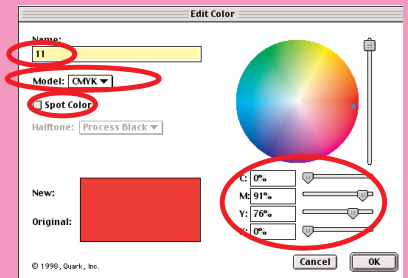 Edit Color
Name:
11
Model: CMYK
Spot Color
Halftone: Process Black
C: 0%
M: 91%
Y: 76%
K: 0%
New:
Original:
© 1998, Quark, Inc.
Cancel OK